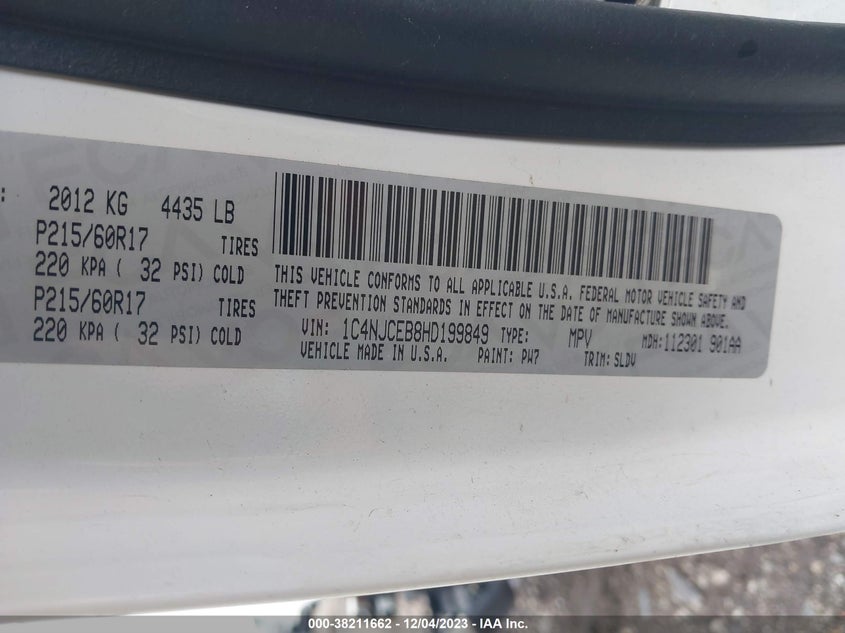 : 2012 KG 4435 LB
P215/60R17 TIRES
220 KPA ( 32 PSI) COLD
P215/60R17 TIRES
220 KPA ( 32 PSI) COLD
THIS VEHICLE CONFORMS TO ALL APPLICABLE U.S.A. FEDERAL MOTOR VEHICLE SAFETY AND
THEFT PREVENTION STANDARDS IN EFFECT ON THE DATE OF MANUFACTURE SHOWN ABOVE.
VIN: 1C4NJCEB8HD199849 TYPE: MPV MDH:112301 901AA
VEHICLE MADE IN U.S.A. PAINT: PW7 TRIM: SLDV
000-38211662 - 12/04/2023 - IAA Inc.